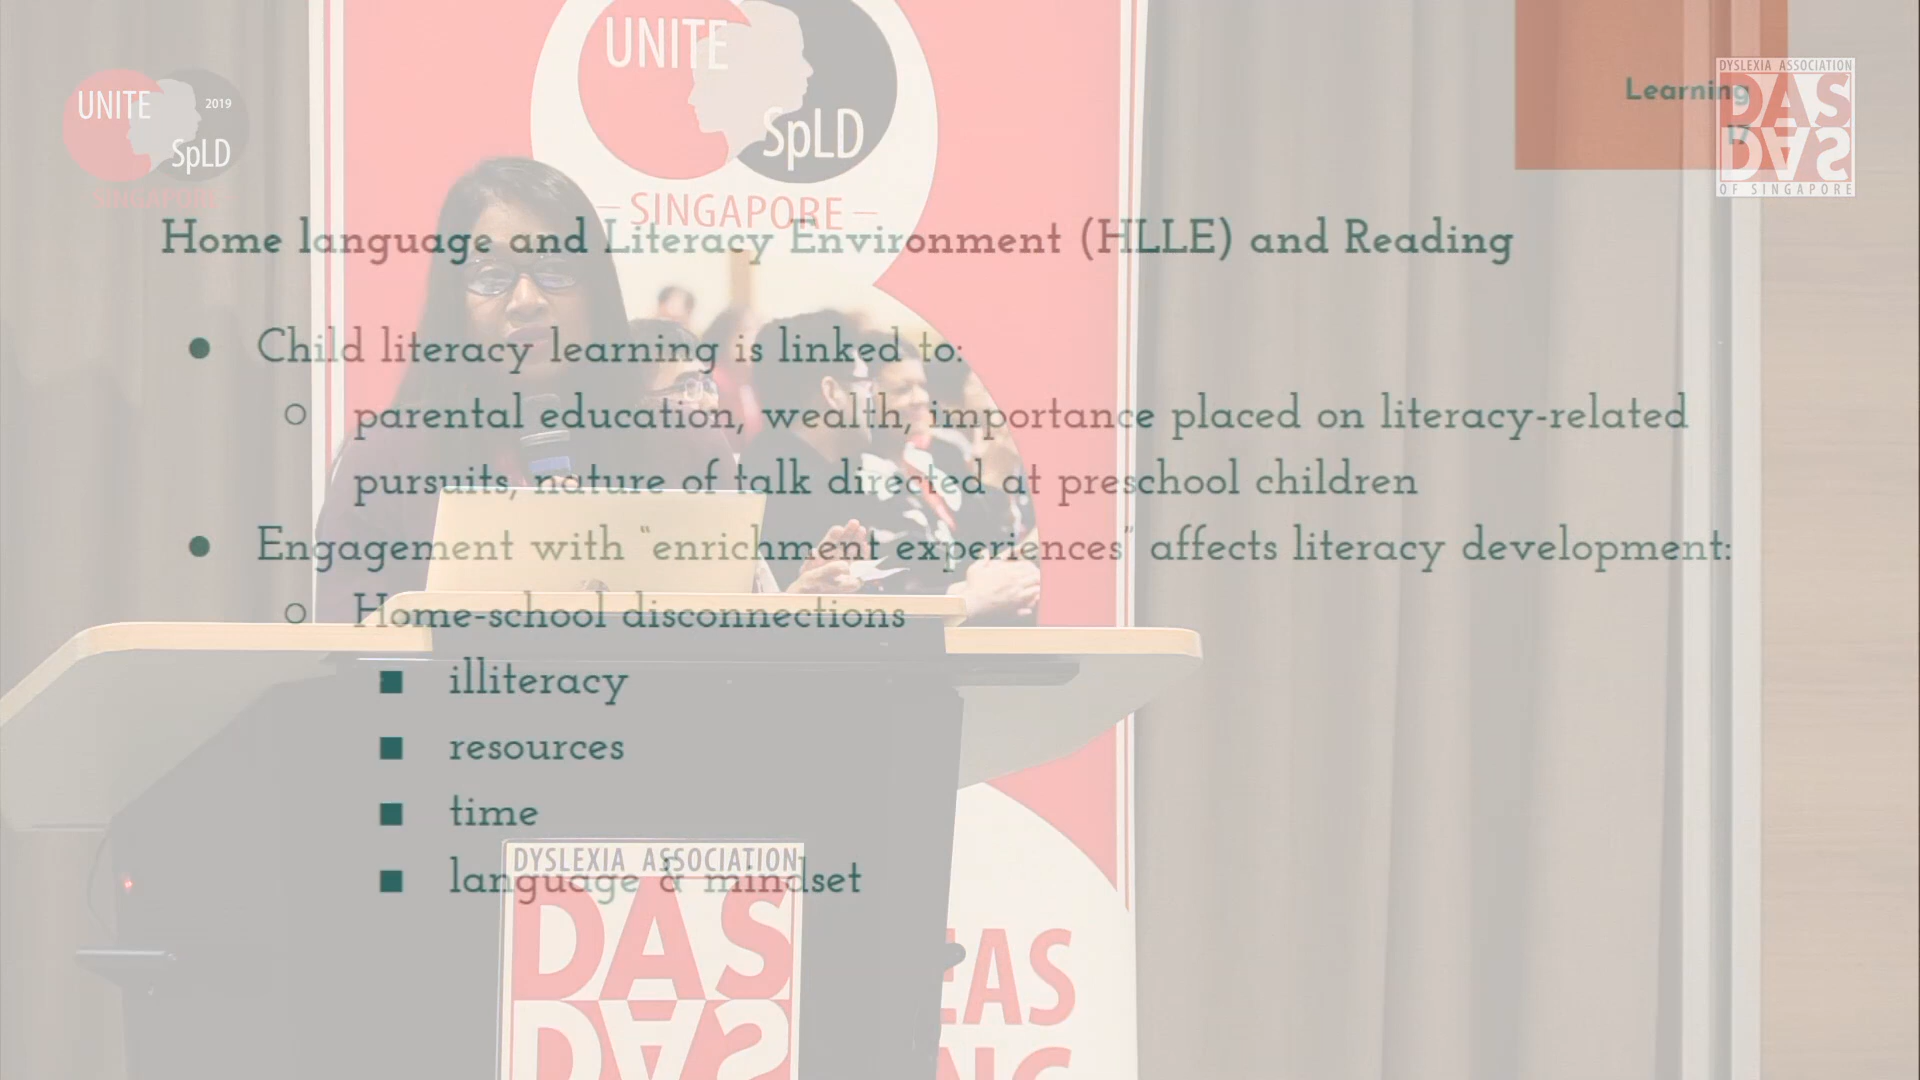 UNITE
SpLD
SINGAPORE
UNITE
2019
SpLD
SINGAPORE
DYSLEXIA ASSOCIATION
DAS
OF SINGAPORE
Learning
17
Home language and Literacy Environment (HLLE) and Reading
● Child literacy learning is linked to:
○ parental education, wealth, importance placed on literacy-related
pursuits, nature of talk directed at preschool children
● Engagement with “enrichment experiences” affects literacy development:
○ Home-school disconnections
■ illiteracy
■ resources
■ time
■ language & mindset
DYSLEXIA ASSOCIATION
DAS